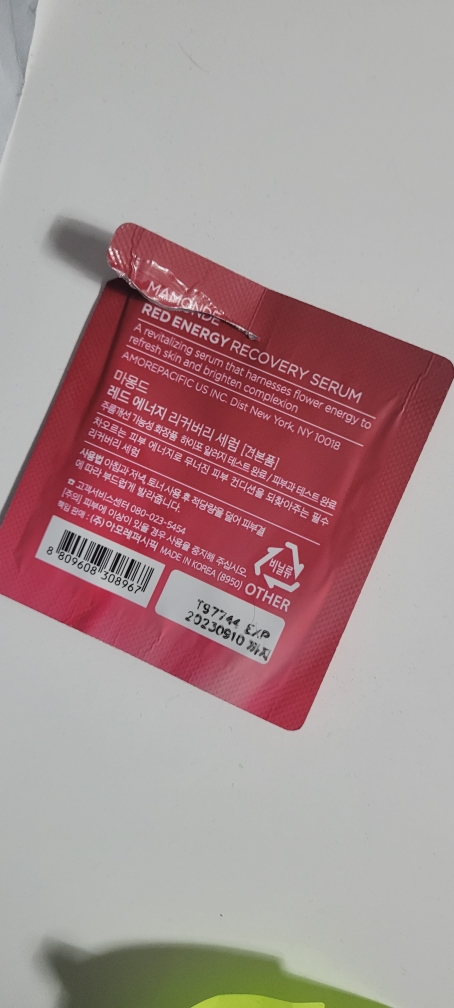 MAMONDE
RED ENERGY RECOVERY SERUM
A revitalizing serum that harnesses flower energy to
refresh skin and brighten complexion
AMOREPACIFIC US INC. Dist New York, NY 10018
마몽드
레드 에너지 리커버리 세럼 [견본품]
주름개선 기능성 화장품 하이포 알러지 테스트 완료 / 피부과 테스트 완료
차오르는 피부 에너지로 무너진 피부 컨디션을 되찾아주는 필수
리커버리 세럼
사용법 아침과 저녁, 토너 사용 후 적당량을 덜어 피부결
에 따라 부드럽게 발라줍니다.
☎ 고객서비스센터 080-023-5454
[주의] 피부에 이상이 있을 경우 사용을 중지해 주십시오.
책임 판매 : (주) 아모레퍼시픽 MADE IN KOREA (8950)
비닐류
OTHER
8 809608 308967
T97744 EXP
20230910 까지